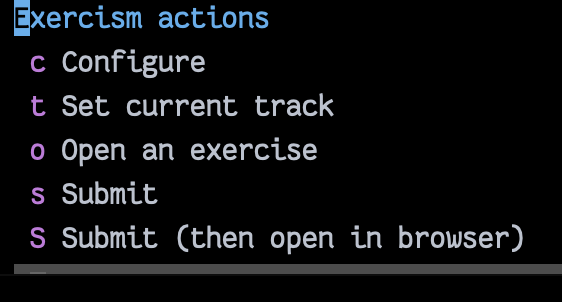 Exercism actions
c Configure
t Set current track
o Open an exercise
s Submit
S Submit (then open in browser)